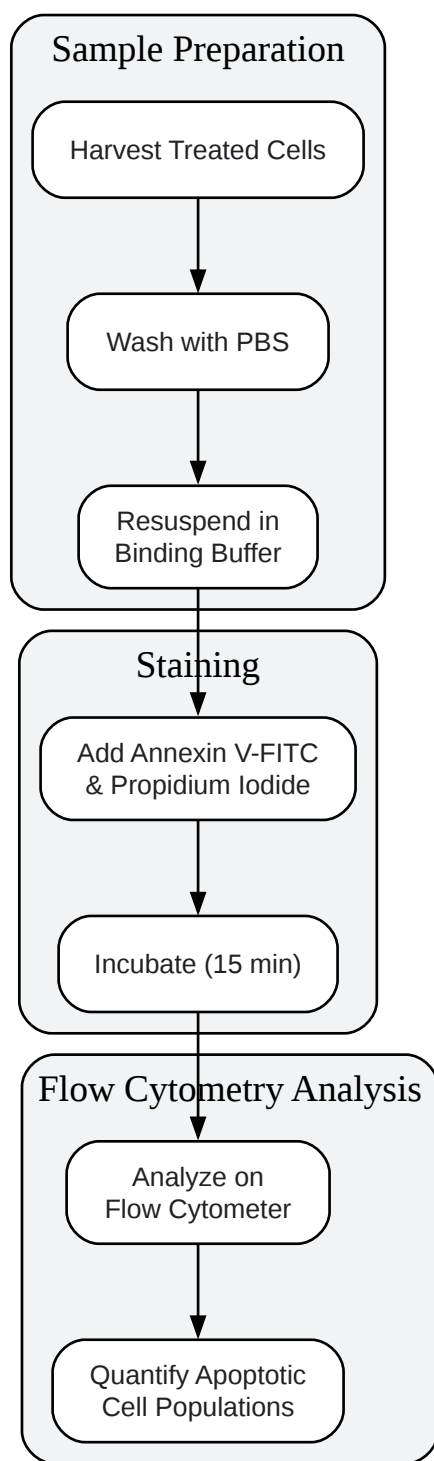 Sample Preparation
Harvest Treated Cells
Wash with PBS
Resuspend in
Binding Buffer
Staining
Add Annexin V-FITC
& Propidium Iodide
Incubate (15 min)
Flow Cytometry Analysis
Analyze on
Flow Cytometer
Quantify Apoptotic
Cell Populations